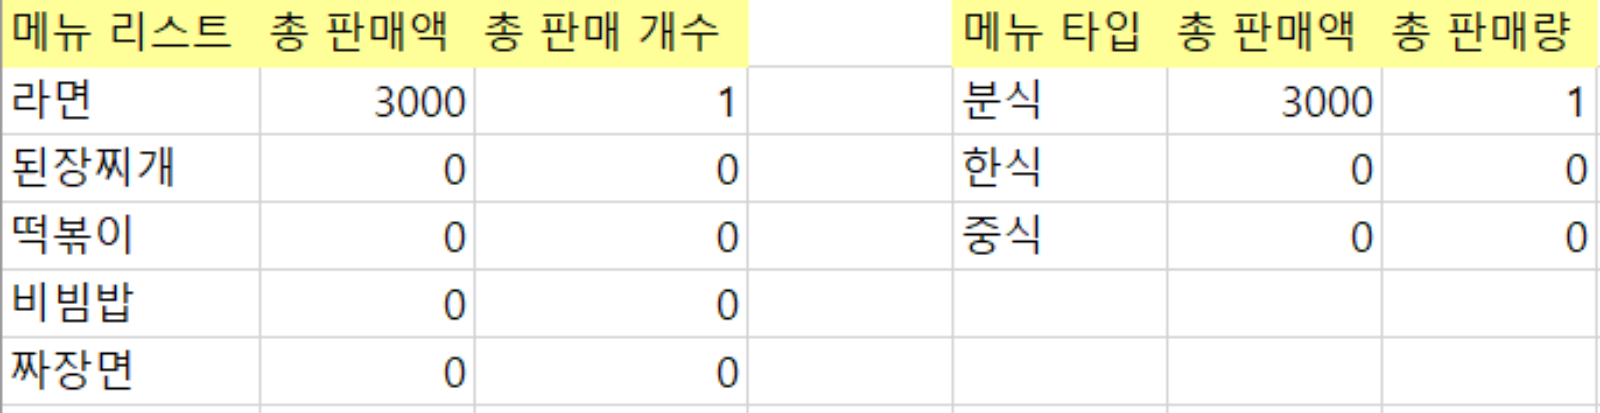 메뉴 리스트 총 판매액 총 판매 개수 메뉴 타입 총 판매액 총 판매량
라면 3000 1 분식 3000 1
된장찌개 0 0 한식 0 0
떡볶이 0 0 중식 0 0
비빔밥 0 0
짜장면 0 0